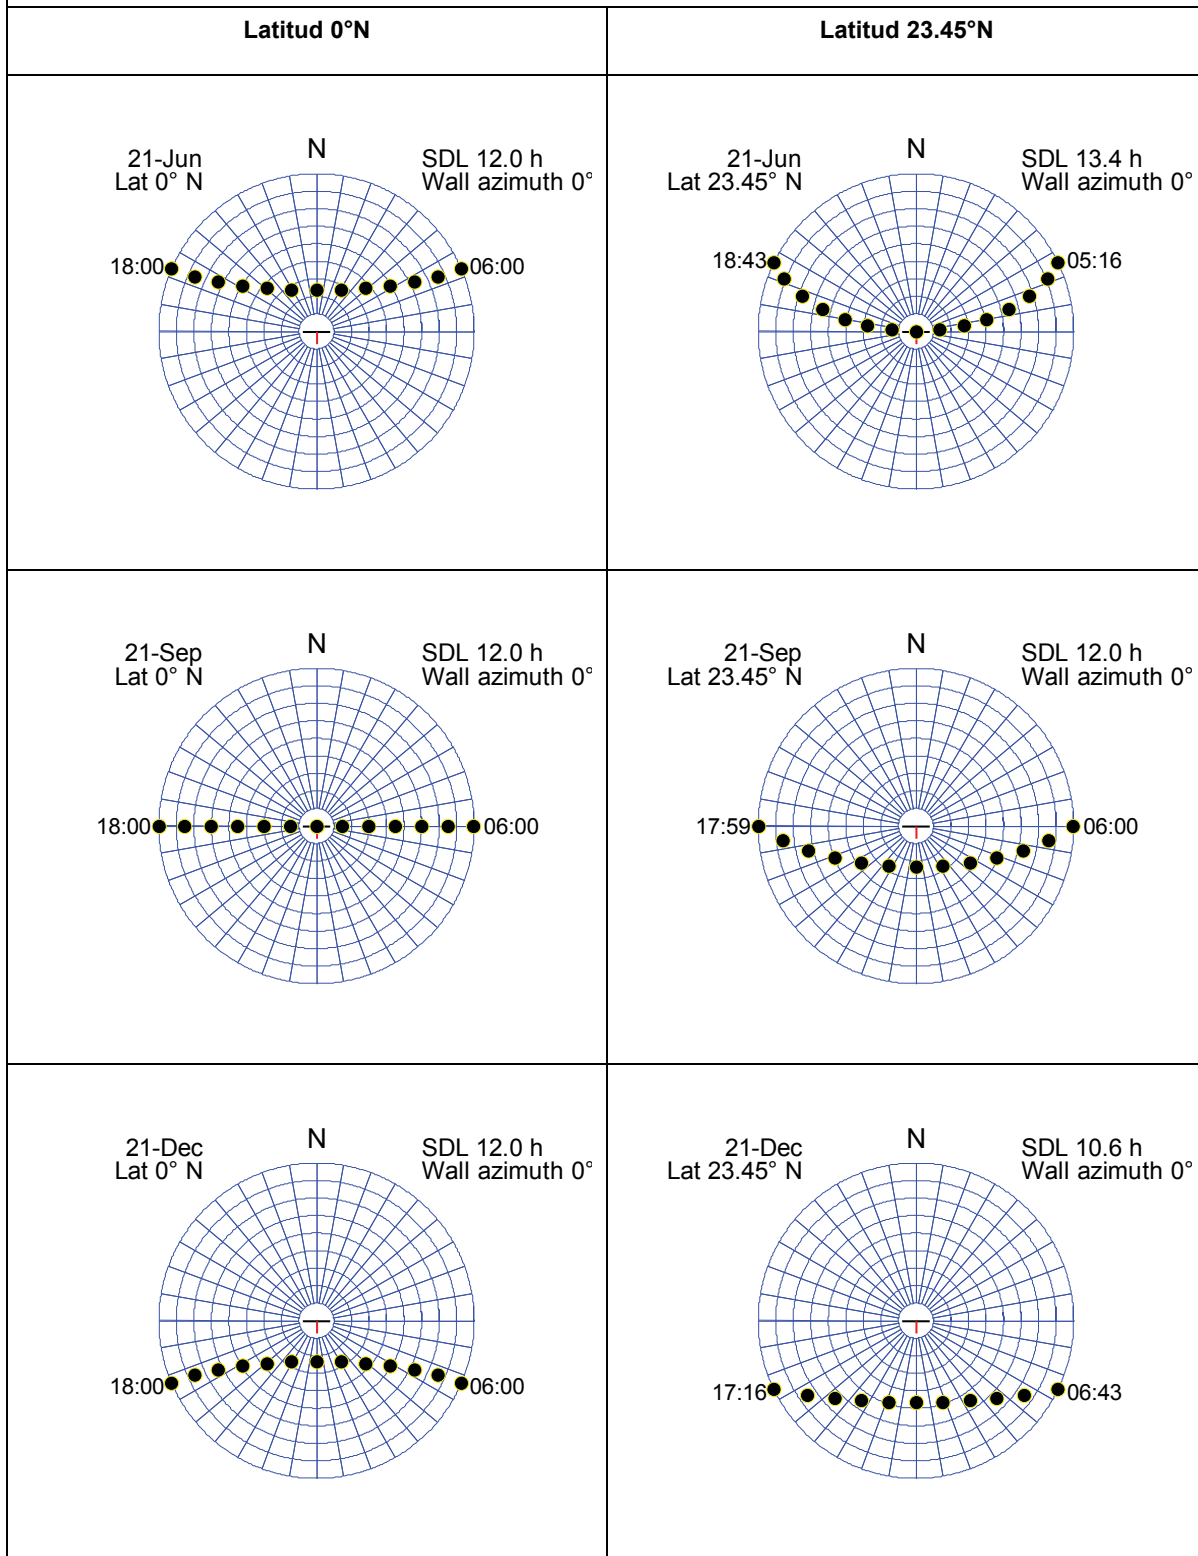 Latitud 0°N
Latitud 23.45°N
21-Jun
Lat 0° N
N
SDL 12.0 h
Wall azimuth 0°
18:00
06:00
21-Jun
Lat 23.45° N
N
SDL 13.4 h
Wall azimuth 0°
18:43
05:16
21-Sep
Lat 0° N
N
SDL 12.0 h
Wall azimuth 0°
18:00
06:00
21-Sep
Lat 23.45° N
N
SDL 12.0 h
Wall azimuth 0°
17:59
06:00
21-Dec
Lat 0° N
N
SDL 12.0 h
Wall azimuth 0°
18:00
06:00
21-Dec
Lat 23.45° N
N
SDL 10.6 h
Wall azimuth 0°
17:16
06:43